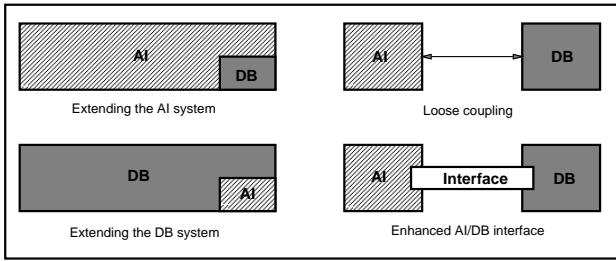 AI
DB
Extending the AI system
AI
DB
Loose coupling
DB
AI
Extending the DB system
AI
Interface
DB
Enhanced AI/DB interface